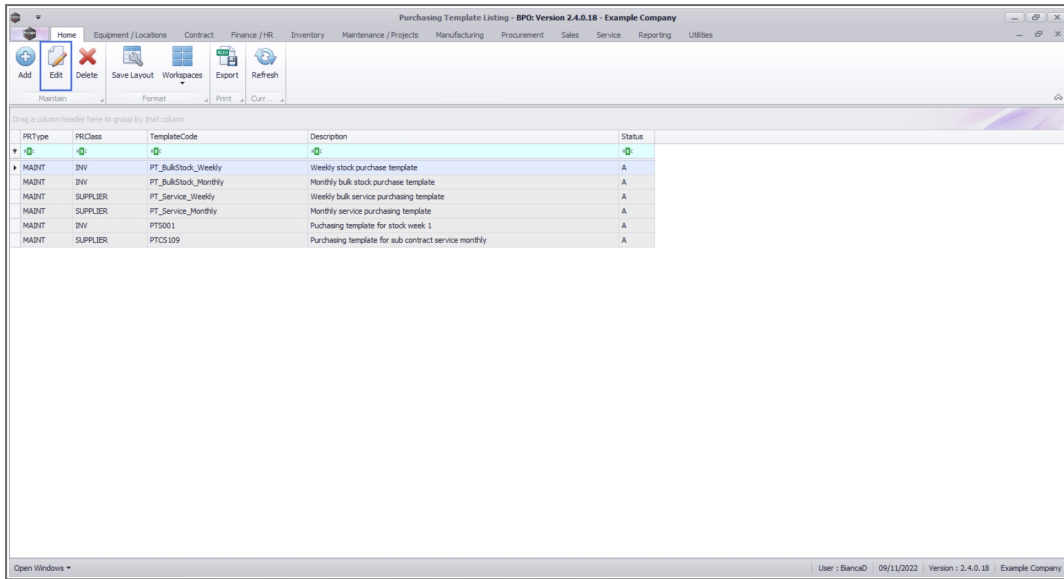 Purchasing Template Listing - BPO: Version 2.4.0.18 - Example Company
Home Equipment / Locations Contract Finance / HR Inventory Maintenance / Projects Manufacturing Procurement Sales Service Reporting Utilities
Add Edit Delete Save Layout Workspaces Export Refresh
Maintain Format Print Curr...
Drag a column header here to group by that column
PRType PRClass TemplateCode Description Status
MAINT INV PT_BulkStock_Weekly Weekly stock purchase template A
MAINT INV PT_BulkStock_Monthly Monthly bulk stock purchase template A
MAINT SUPPLIER PT_Service_Weekly Weekly bulk service purchasing template A
MAINT SUPPLIER PT_Service_Monthly Monthly service purchasing template A
MAINT INV PTS001 Puchasing template for stock week 1 A
MAINT SUPPLIER PTCS109 Purchasing template for sub contract service monthly A
Open Windows User : BiancaD 09/11/2022 Version : 2.4.0.18 Example Company